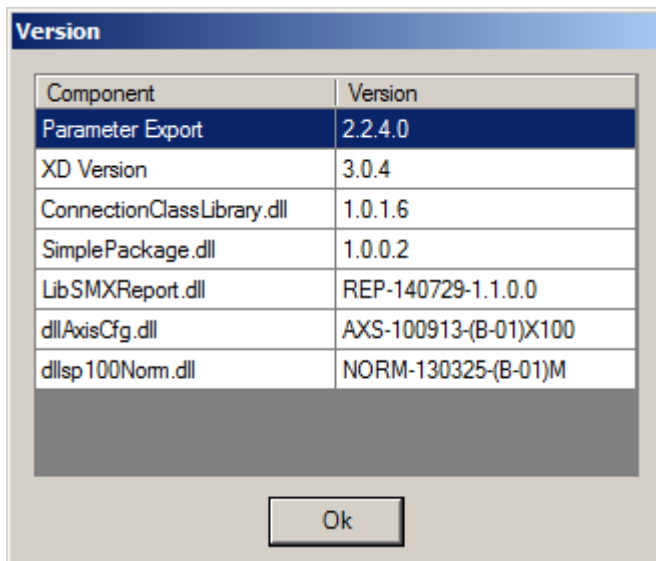 Version
Component Version
Parameter Export 2.2.4.0
XD Version 3.0.4
ConnectionClassLibrary.dll 1.0.1.6
SimplePackage.dll 1.0.0.2
LibSMXReport.dll REP-140729-1.1.0.0
dllAxisCfg.dll AXS-100913-(B-01)X100
dllsp100Norm.dll NORM-130325-(B-01)M
Ok